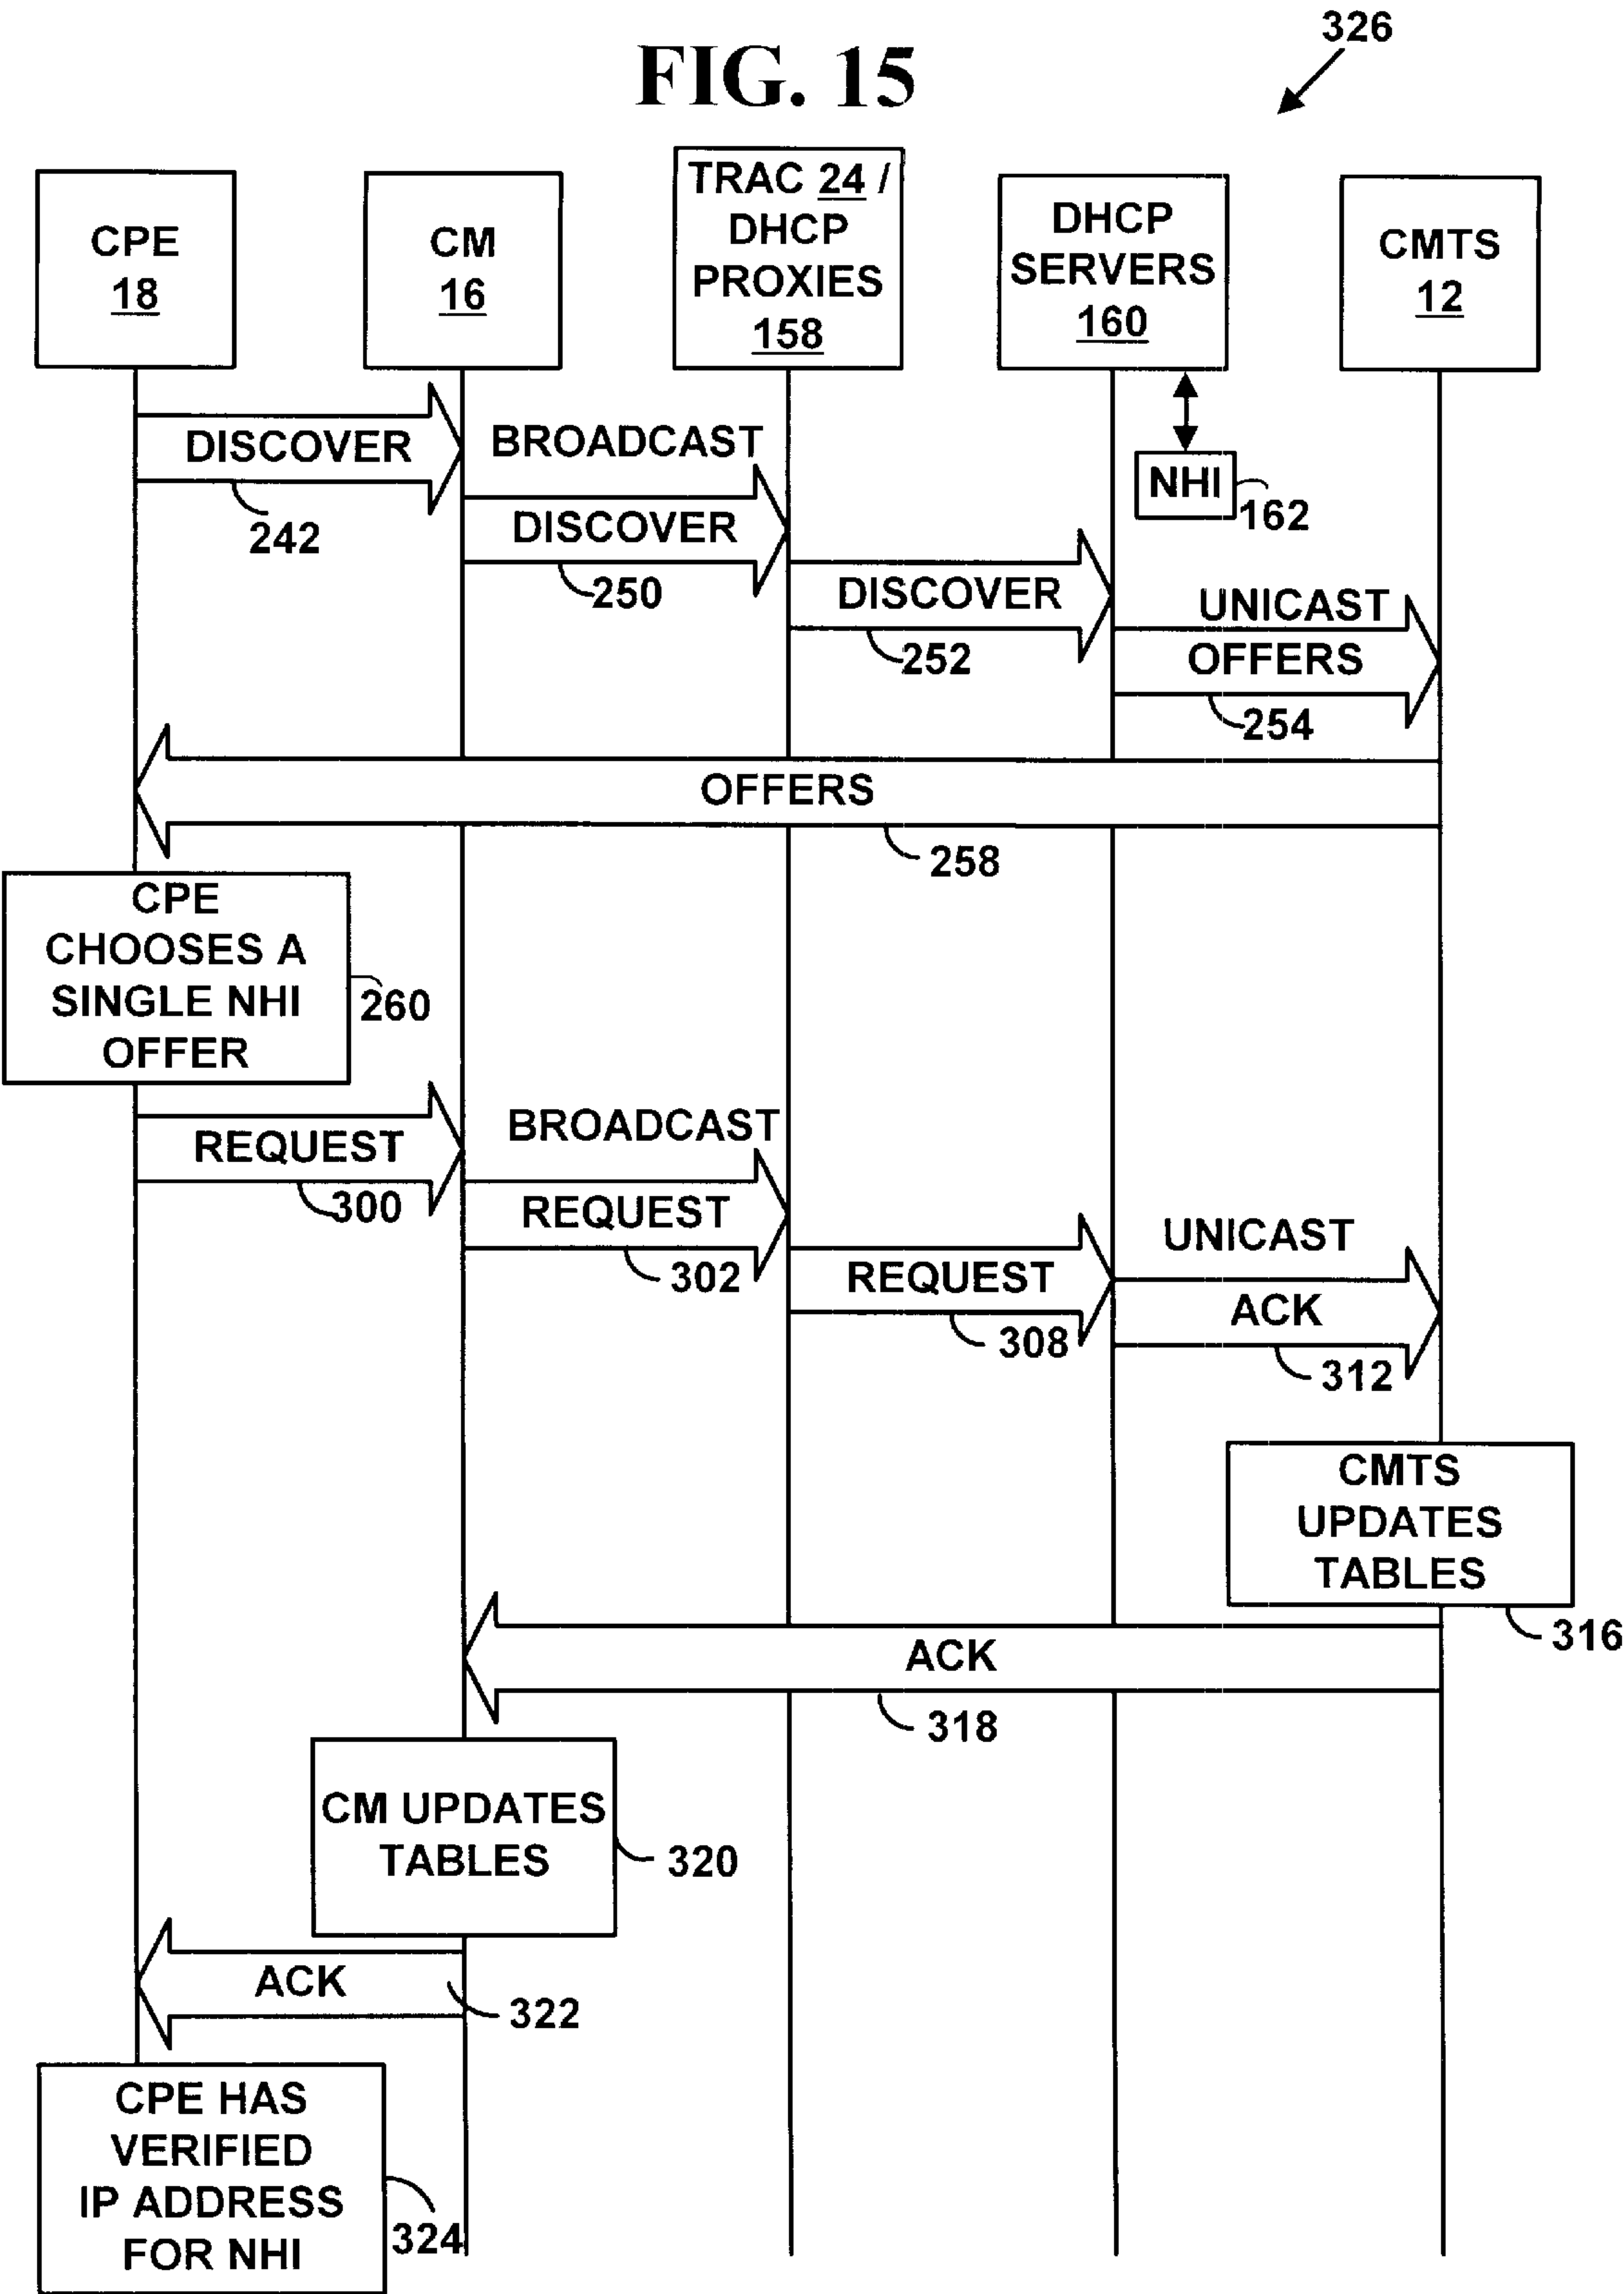 326
FIG. 15
CPE
18
CM
16
TRAC 24 /
DHCP
PROXIES
158
DHCP
SERVERS
160
CMTS
12
DISCOVER
242
BROADCAST
DISCOVER
250
NHI
162
DISCOVER
252
UNICAST
OFFERS
254
OFFERS
258
CPE
CHOOSES A
SINGLE NHI
OFFER
260
REQUEST
300
BROADCAST
REQUEST
302
REQUEST
308
UNICAST
ACK
312
CMTS
UPDATES
TABLES
316
ACK
318
CM UPDATES
TABLES
320
ACK
322
CPE HAS
VERIFIED
IP ADDRESS
FOR NHI
324